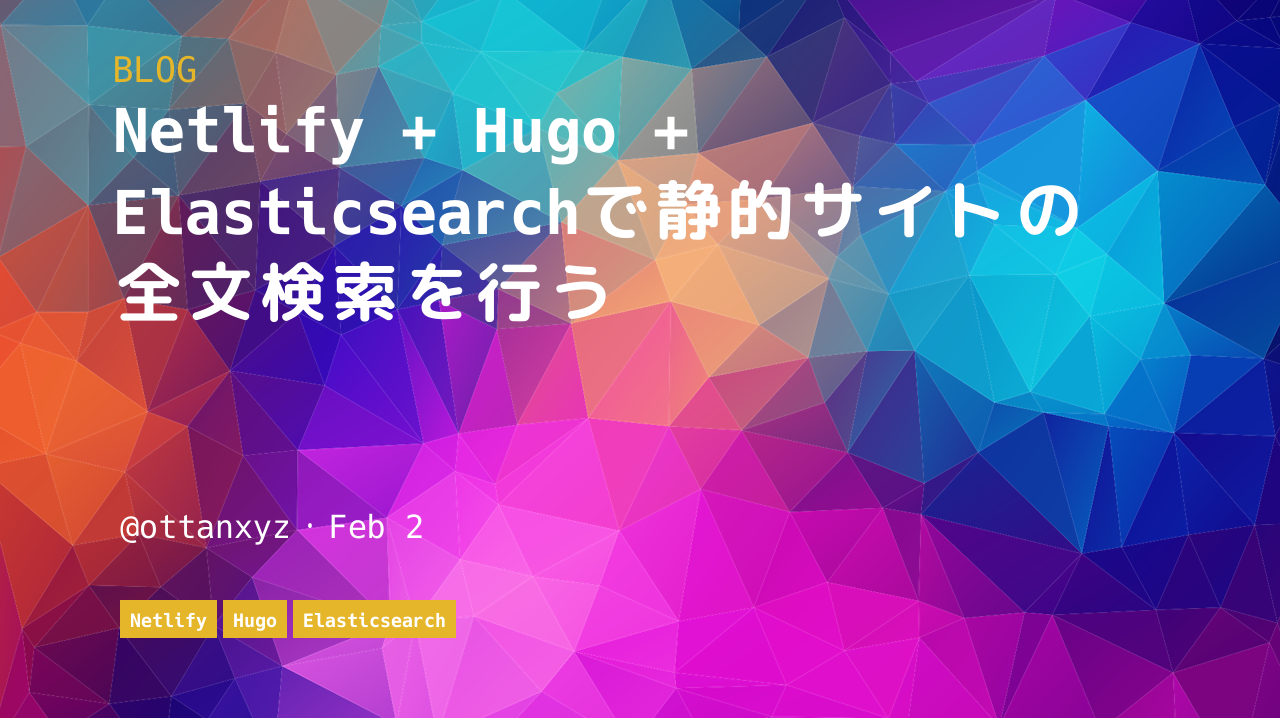 BLOG
Netlify + Hugo +
Elasticsearchで静的サイトの
全文検索を行う
@ottanxyz・Feb 2
Netlify Hugo Elasticsearch